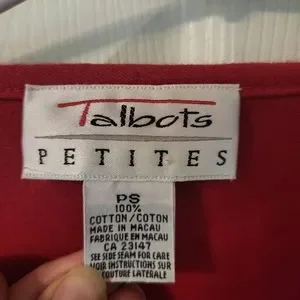 Talbots
PETITES
PS
100%
COTTON/COTON
MADE IN MACAU
FABRIQUE EN MACAU
CA 23147
SEE SIDE SEAM FOR CARE
VOIR INSTRUCTIONS SUR
COUTURE LATERALE